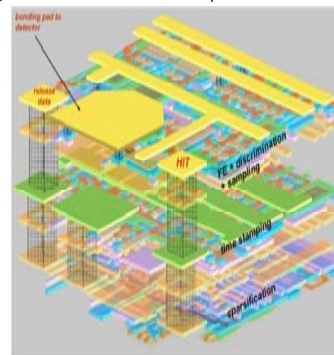 bonding pad to
detector
release
data
HIT
FE + discrimination
+ sampling
time stamping
sparsification